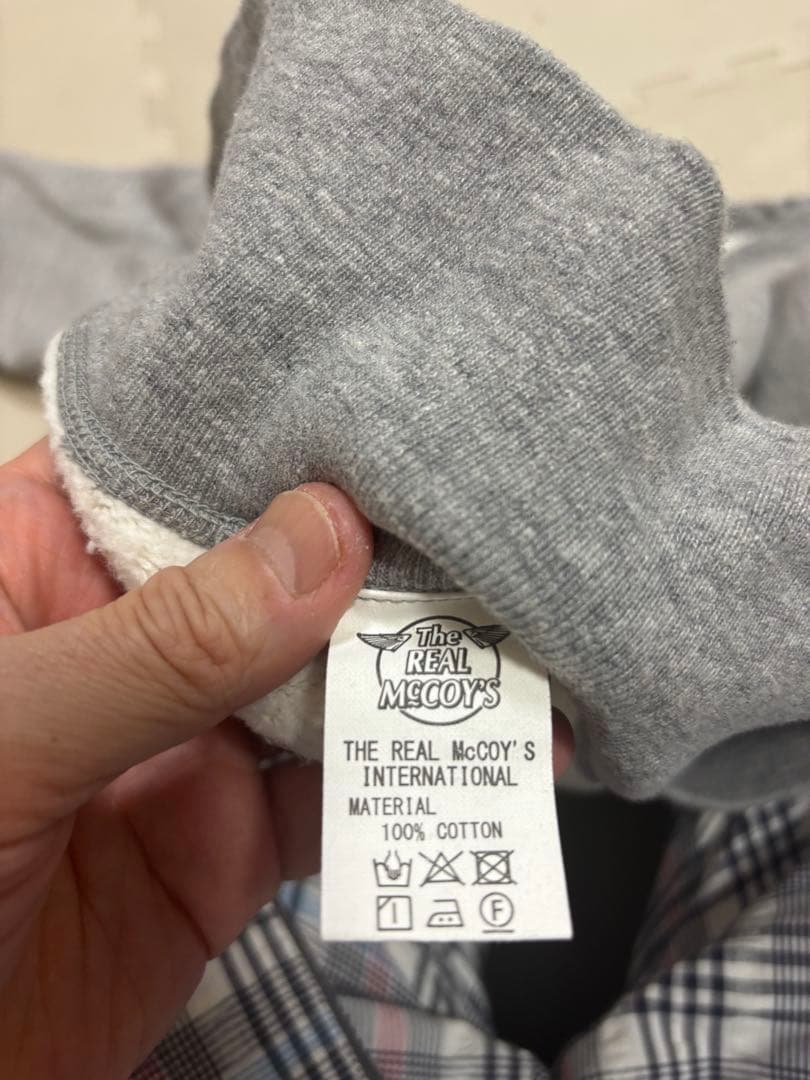 The
REAL
McCOY'S
THE REAL McCOY'S
INTERNATIONAL
MATERIAL
100% COTTON
F